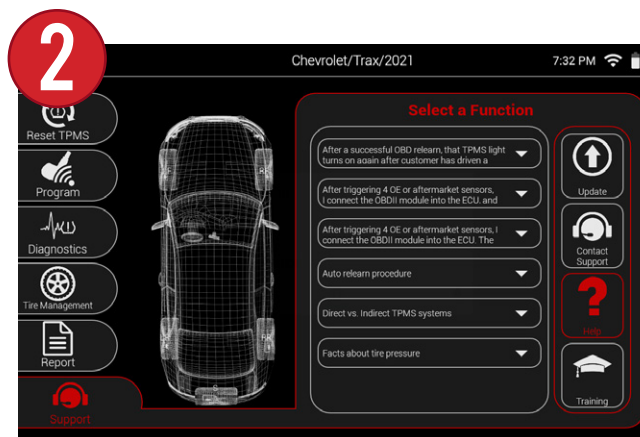 2
Chevrolet/Trax/2021
7:32 PM
Reset TPMS
Program
Diagnostics
Tire Management
Report
Support
Select a Function
After a successful OBD relearn, that TPMS light
turns on again after customer has driven a
After triggering 4 OE or aftermarket sensors,
I connect the OBDII module into the ECU. and
After triggering 4 OE or aftermarket sensors, I
connect the OBDII module into the ECU. The
Auto relearn procedure
Direct vs. Indirect TPMS systems
Facts about tire pressure
Update
Contact
Support
?
Help
Training